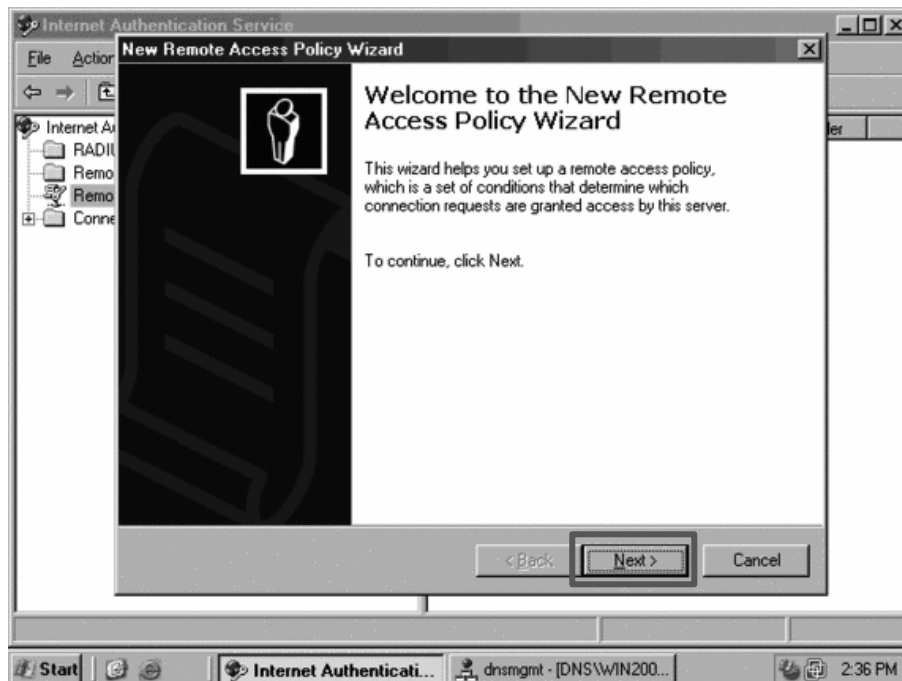 Internet Authentication Service
File Action
New Remote Access Policy Wizard
Internet Au
RADIU
Remo
Remo
Conne
der
Welcome to the New Remote
Access Policy Wizard
This wizard helps you set up a remote access policy,
which is a set of conditions that determine which
connection requests are granted access by this server.
To continue, click Next.
< Back
Next >
Cancel
Start
Internet Authenticati...
dnsmgmt - [DNS\WIN200...
2:36 PM